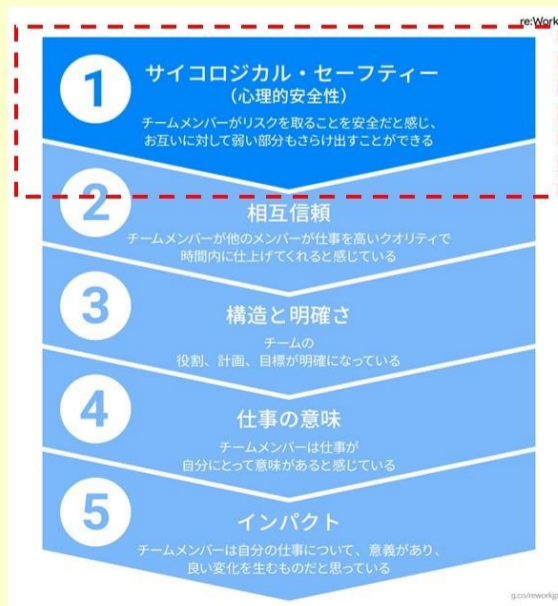 re:Work
1
サイコロジカル・セーフティー
（心理的安全性）
チームメンバーがリスクを取ることを安全だと感じ、
お互いに対して弱い部分もさらけ出すことができる
2
相互信頼
チームメンバーが他のメンバーが仕事を高いクオリティで
時間内に仕上げてくれると感じている
3
構造と明確さ
チームの
役割、計画、目標が明確になっている
4
仕事の意味
チームメンバーは仕事が
自分にとって意味があると感じている
5
インパクト
チームメンバーは自分の仕事について、意義があり、
良い変化を生むものだと思っている
g.co/reworkjp